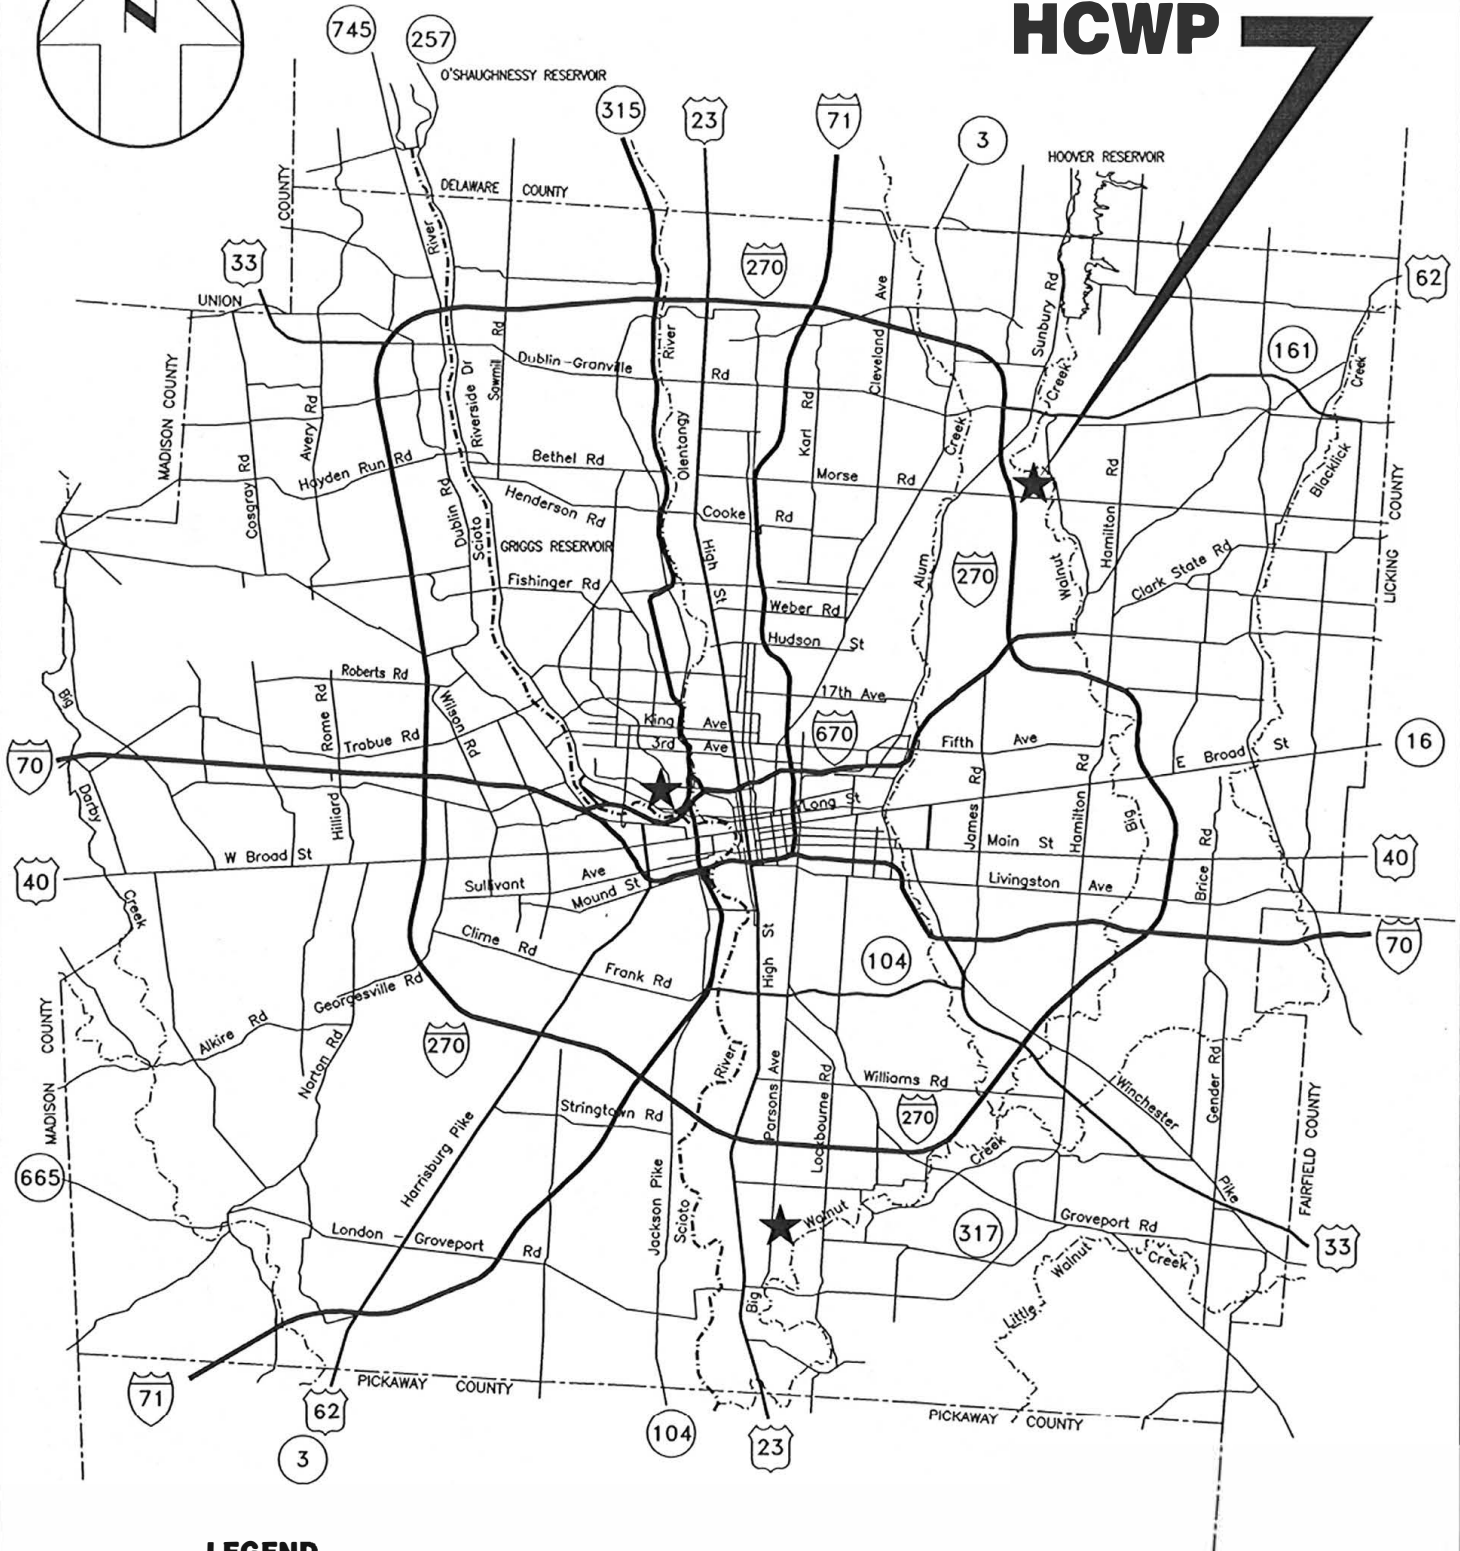 N
745
257
HCWP
O'SHAUGHNESSY RESERVOIR
315
23
71
3
HOOVER RESERVOIR
DELAWARE COUNTY
COUNTY
River
33
270
62
UNION
Ave
Cleveland
Sunbury Rd
River
Rd
Sawmill
161
Dublin-Granville
Rd
Creek
Creek
MADISON COUNTY
Riverside Dr
Avery Rd
Karl Rd
Olentangy
Creek
Hayden Run Rd
Bethel Rd
Morse Rd
Cosgray Rd
Rd
Hamilton
Blacklick
COUNTY
LICKING
Dublin Rd
Scioto
Henderson Rd
Cooke Rd
GRIGGS RESERVOIR
High St
Alum
270
Walnut
Clark State Rd
Fishinger Rd
Weber Rd
Hudson St
Roberts Rd
17th Ave
Big
Rome Rd
Wilson Rd
Trabue Rd
King Ave
3rd Ave
670
Fifth Ave
E Broad St
16
70
Darby
Hilliard
Long St
James Rd
Hamilton Rd
Big
W Broad St
Main St
Brice Rd
40
40
Sullivant Ave
Livingston Ave
Mound St
Creek
Clime Rd
High St
70
104
Frank Rd
Georgesville Rd
COUNTY
MADISON
Alkire Rd
Norton Rd
270
River
Parsons Ave
Lockbourne Rd
Williams Rd
Winchester
Pike
Gender Rd
FAIRFIELD COUNTY
Stringtown Rd
270
Harrisburg Pike
Creek
665
Jackson Pike
Scioto
Walnut
London - Groveport Rd
317
Groveport Rd
Walnut
Creek
33
Little
Big
PICKAWAY COUNTY
71
62
3
104
23
PICKAWAY COUNTY
LEGEND